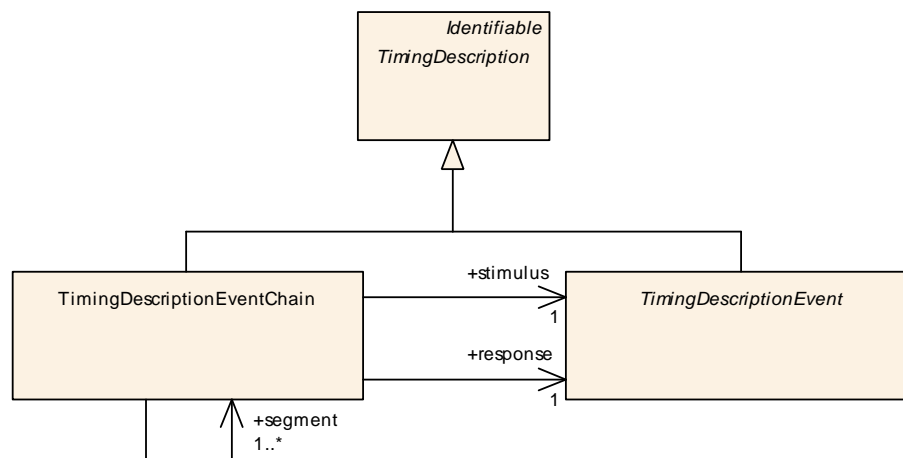 Identifiable
TimingDescription
TimingDescriptionEventChain
+stimulus
1
TimingDescriptionEvent
+response
1
+segment
1..*